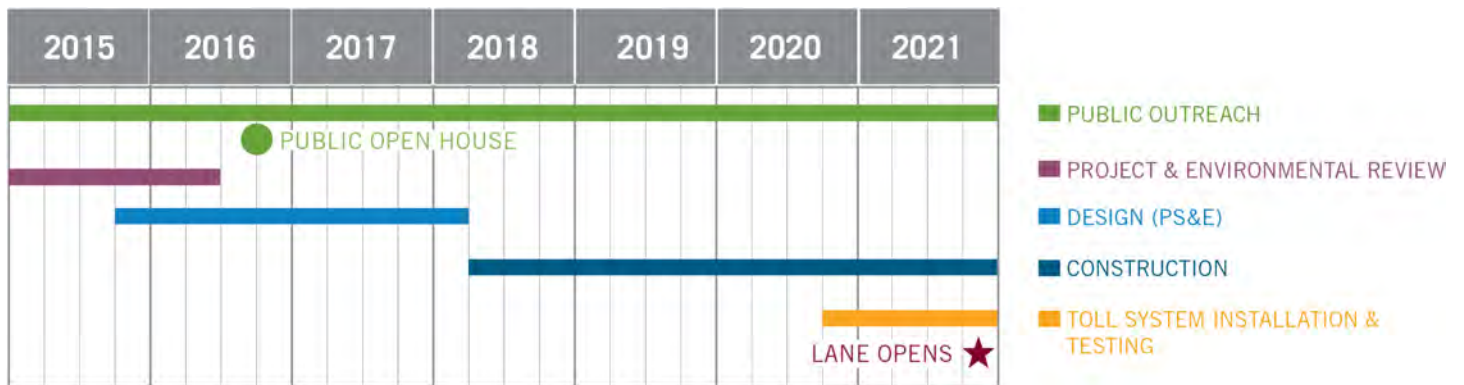 2015 2016 2017 2018 2019 2020 2021
PUBLIC OUTREACH
PUBLIC OPEN HOUSE
PROJECT & ENVIRONMENTAL REVIEW
DESIGN (PS&E)
CONSTRUCTION
TOLL SYSTEM INSTALLATION &
TESTING
LANE OPENS